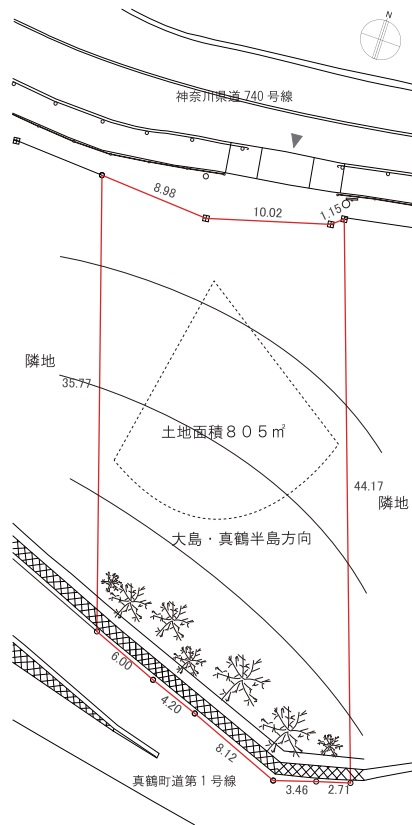 N
神奈川県道 740 号線
8.98
10.02
1.15
隣地
35.77
土地面積８０５㎡
44.17
隣地
大島・真鶴半島方向
6.00
4.20
8.12
真鶴町道第１号線
3.46
2.71